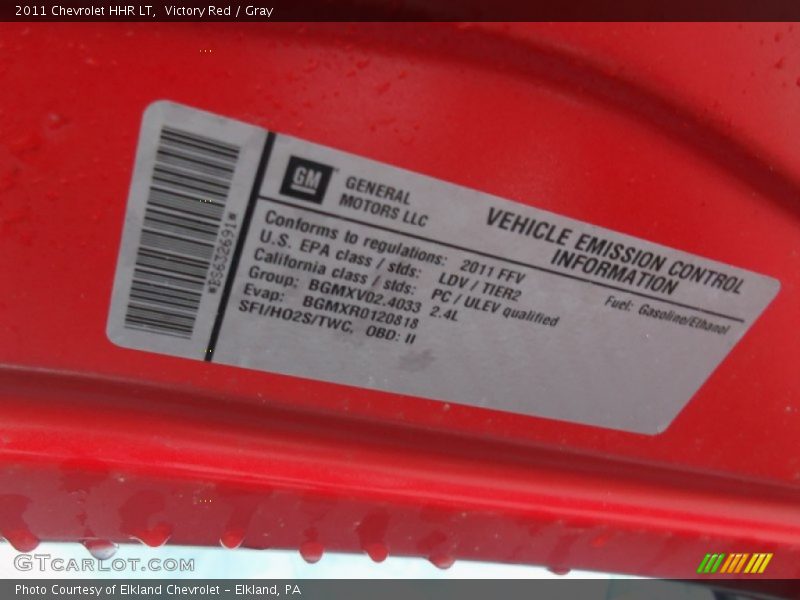 2011 Chevrolet HHR LT, Victory Red / Gray
GM
GENERAL
MOTORS LLC
VEHICLE EMISSION CONTROL
INFORMATION
Conforms to regulations: 2011 FFV
Fuel: Gasoline/Ethanol
U.S. EPA class / stds: LDV / TIER2
California class / stds: PC / ULEV qualified
Group: BGMXV02.4033 2.4L
Evap: BGMXR0120818
SFI/HO2S/TWC, OBD: II
*BS632691*
GTCARLOT.COM
Photo Courtesy of Elkland Chevrolet - Elkland, PA